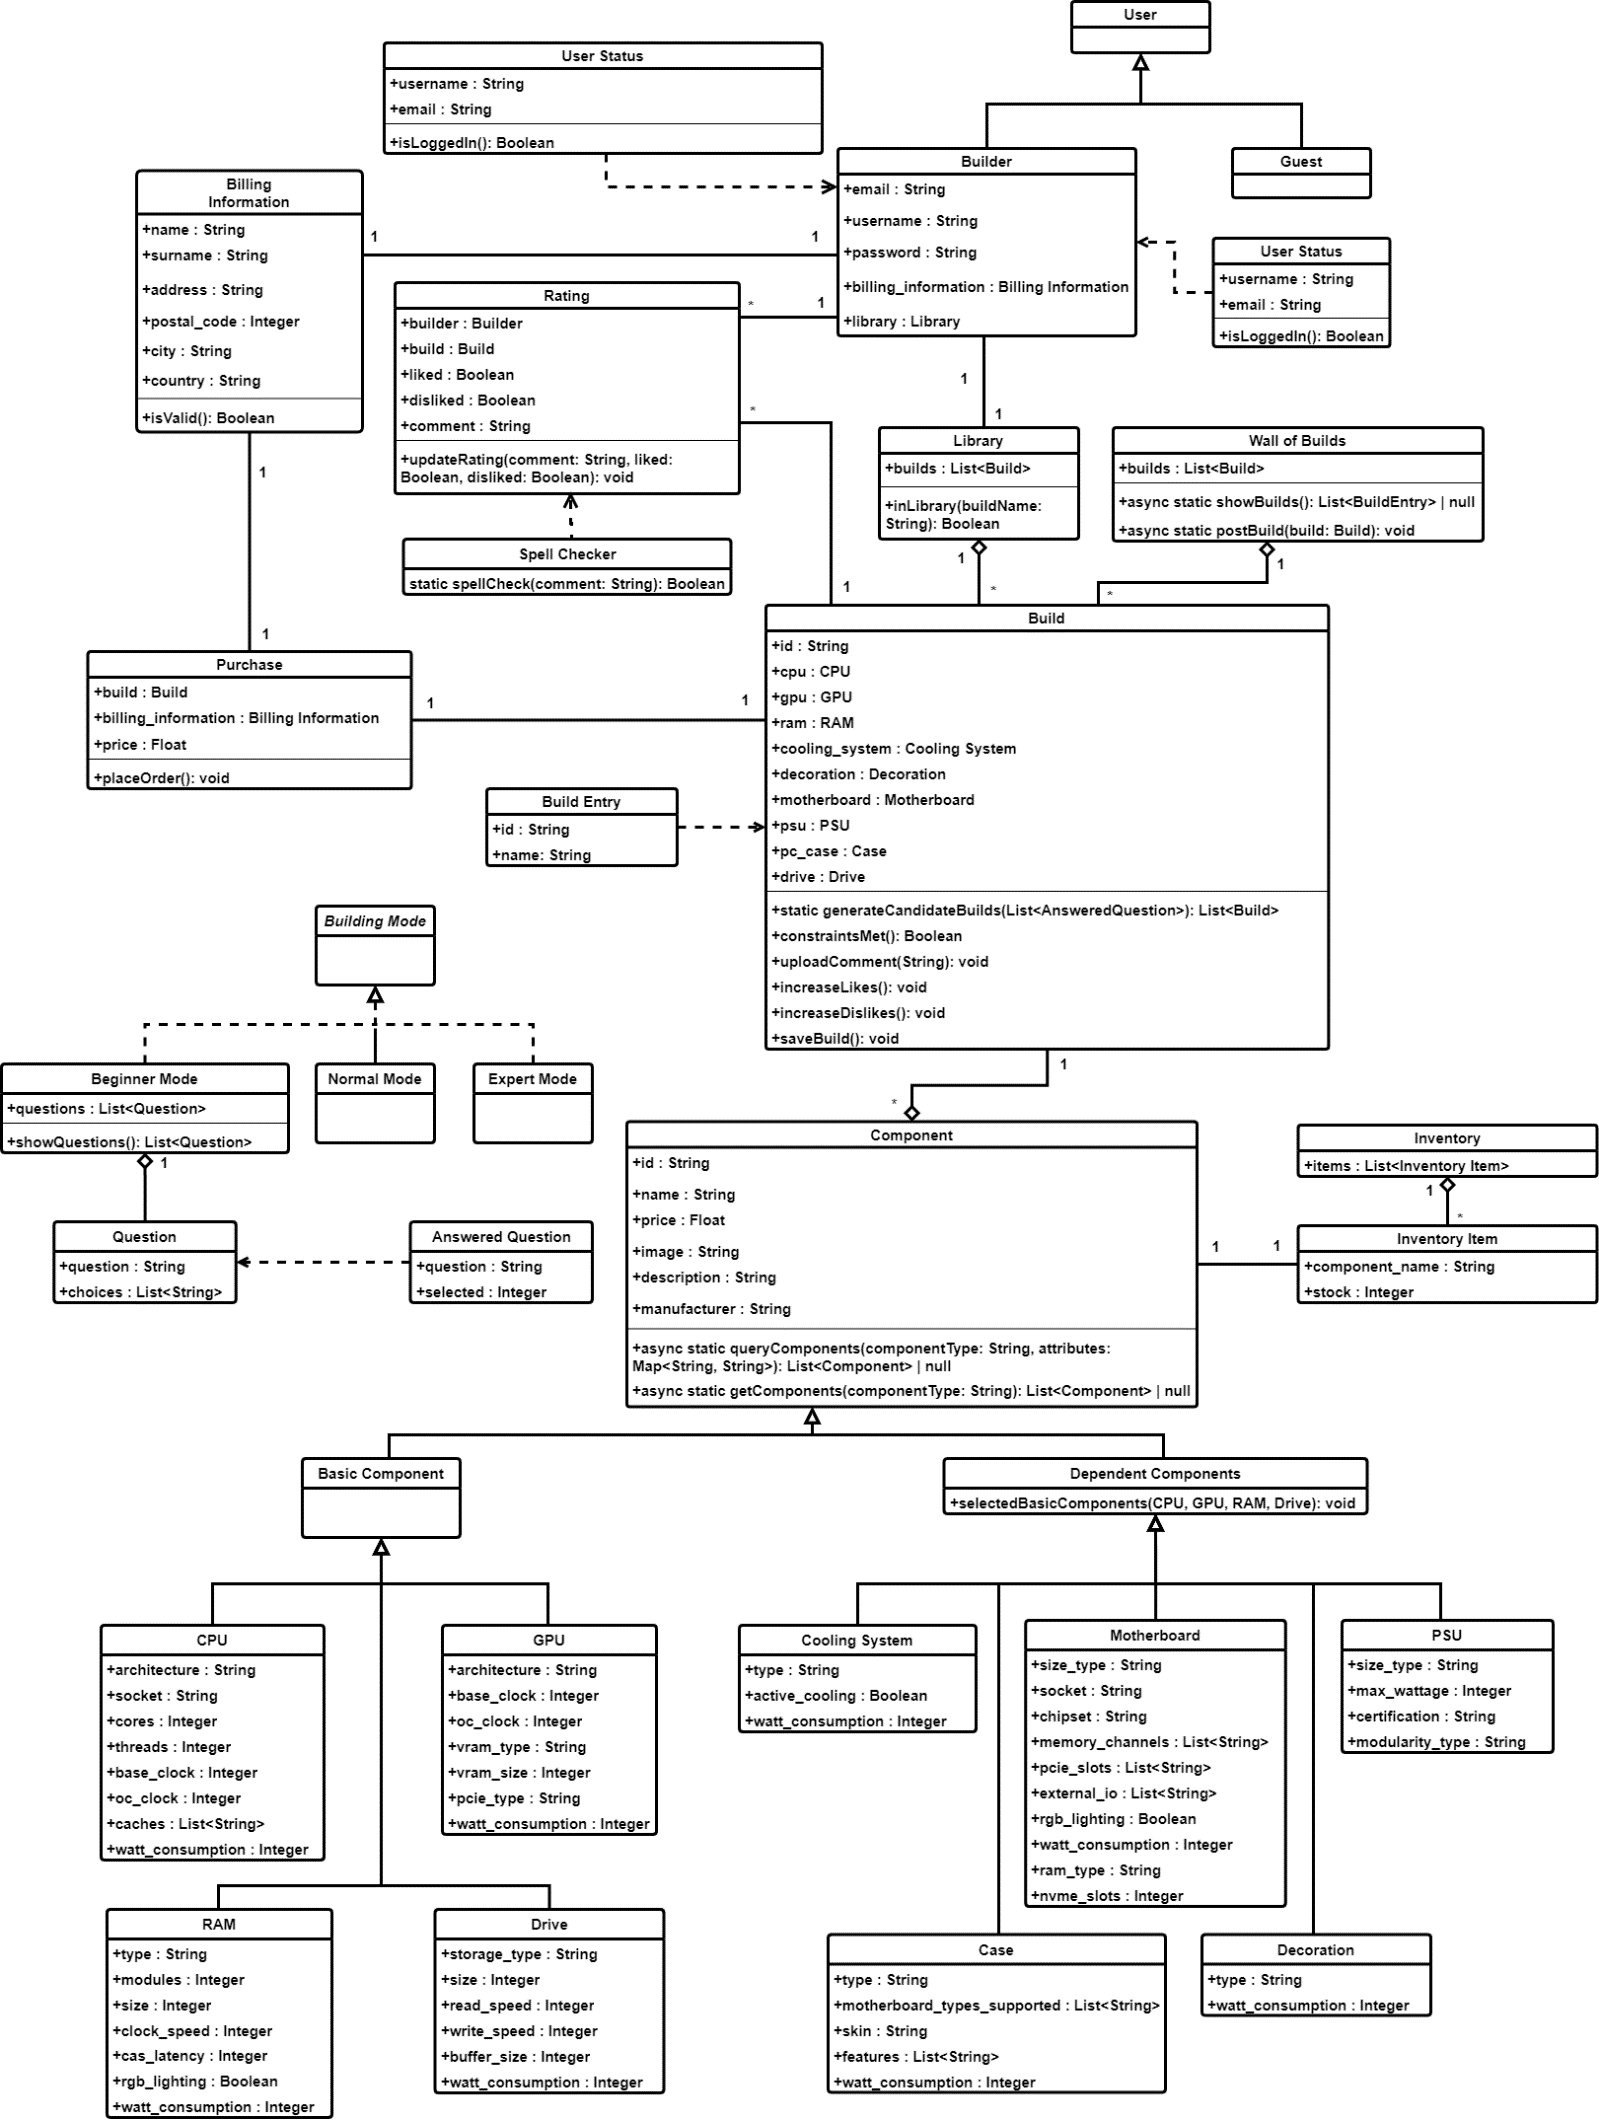 User
User Status
+username : String
+email : String
+isLoggedIn(): Boolean
Builder
+email : String
+username : String
+password : String
+billing_information : Billing Information
+library : Library
Guest
Billing
Information
+name : String
+surname : String
+address : String
+postal_code : Integer
+city : String
+country : String
+isValid(): Boolean
1
1
User Status
+username : String
+email : String
+isLoggedIn(): Boolean
Rating
+builder : Builder
+build : Build
+liked : Boolean
+disliked : Boolean
+comment : String
+updateRating(comment: String, liked:
Boolean, disliked: Boolean): void
*
1
*
1
1
1
Library
+builds : List<Build>
+inLibrary(buildName:
String): Boolean
Wall of Builds
+builds : List<Build>
+async static showBuilds(): List<BuildEntry> | null
+async static postBuild(build: Build): void
Spell Checker
static spellCheck(comment: String): Boolean
1
*
1
*
1
1
Purchase
+build : Build
+billing_information : Billing Information
+price : Float
+placeOrder(): void
1
1
Build
+id : String
+cpu : CPU
+gpu : GPU
+ram : RAM
+cooling_system : Cooling System
+decoration : Decoration
+motherboard : Motherboard
+psu : PSU
+pc_case : Case
+drive : Drive
+static generateCandidateBuilds(List<AnsweredQuestion>): List<Build>
+constraintsMet(): Boolean
+uploadComment(String): void
+increaseLikes(): void
+increaseDislikes(): void
+saveBuild(): void
Build Entry
+id : String
+name: String
Building Mode
Beginner Mode
+questions : List<Question>
+showQuestions(): List<Question>
Normal Mode
Expert Mode
1
Question
+question : String
+choices : List<String>
Answered Question
+question : String
+selected : Integer
1
*
Component
+id : String
+name : String
+price : Float
+image : String
+description : String
+manufacturer : String
+async static queryComponents(componentType: String, attributes:
Map<String, String>): List<Component> | null
+async static getComponents(componentType: String): List<Component> | null
Inventory
+items : List<Inventory Item>
1
*
1
1
Inventory Item
+component_name : String
+stock : Integer
Basic Component
Dependent Components
+selectedBasicComponents(CPU, GPU, RAM, Drive): void
CPU
+architecture : String
+socket : String
+cores : Integer
+threads : Integer
+base_clock : Integer
+oc_clock : Integer
+caches : List<String>
+watt_consumption : Integer
GPU
+architecture : String
+base_clock : Integer
+oc_clock : Integer
+vram_type : String
+vram_size : Integer
+pcie_type : String
+watt_consumption : Integer
Cooling System
+type : String
+active_cooling : Boolean
+watt_consumption : Integer
Motherboard
+size_type : String
+socket : String
+chipset : String
+memory_channels : List<String>
+pcie_slots : List<String>
+external_io : List<String>
+rgb_lighting : Boolean
+watt_consumption : Integer
+ram_type : String
+nvme_slots : Integer
PSU
+size_type : String
+max_wattage : Integer
+certification : String
+modularity_type : String
RAM
+type : String
+modules : Integer
+size : Integer
+clock_speed : Integer
+cas_latency : Integer
+rgb_lighting : Boolean
+watt_consumption : Integer
Drive
+storage_type : String
+size : Integer
+read_speed : Integer
+write_speed : Integer
+buffer_size : Integer
+watt_consumption : Integer
Case
+type : String
+motherboard_types_supported : List<String>
+skin : String
+features : List<String>
+watt_consumption : Integer
Decoration
+type : String
+watt_consumption : Integer